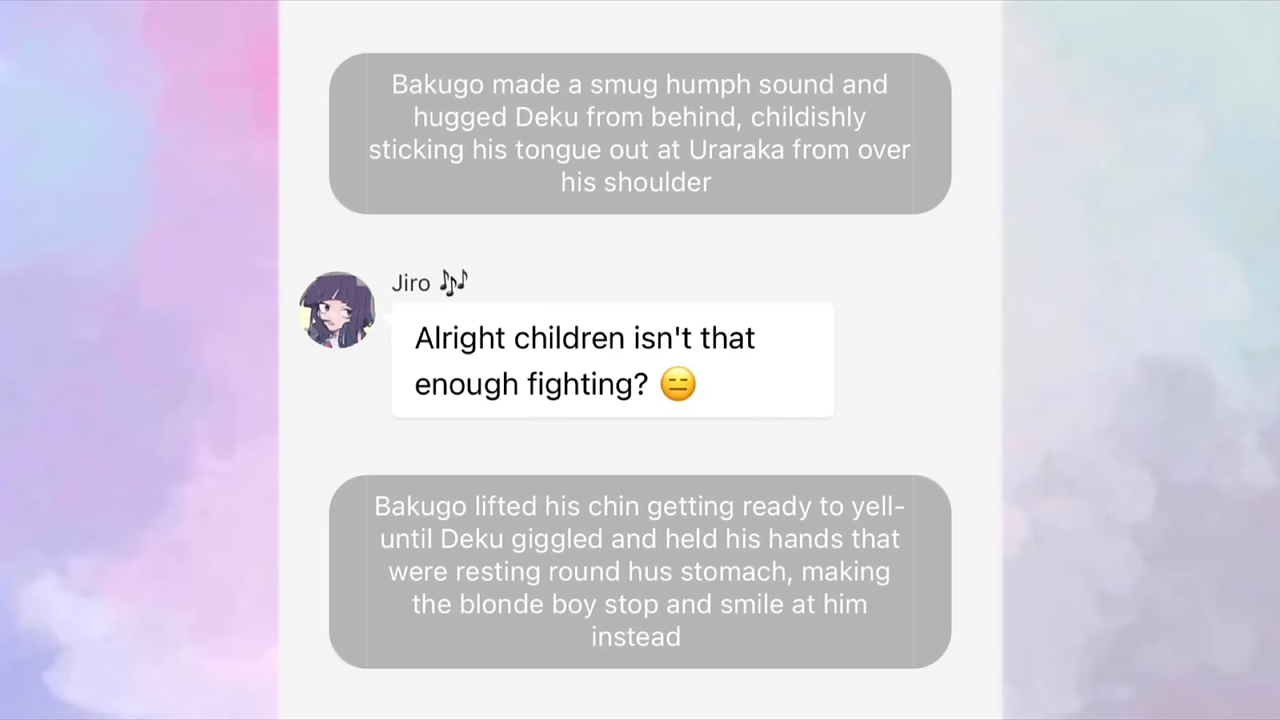 Bakugo made a smug humph sound and
hugged Deku from behind, childishly
sticking his tongue out at Uraraka from over
his shoulder
Jiro 🎶
Alright children isn't that
enough fighting? 😑
Bakugo lifted his chin getting ready to yell-
until Deku giggled and held his hands that
were resting round hus stomach, making
the blonde boy stop and smile at him
instead